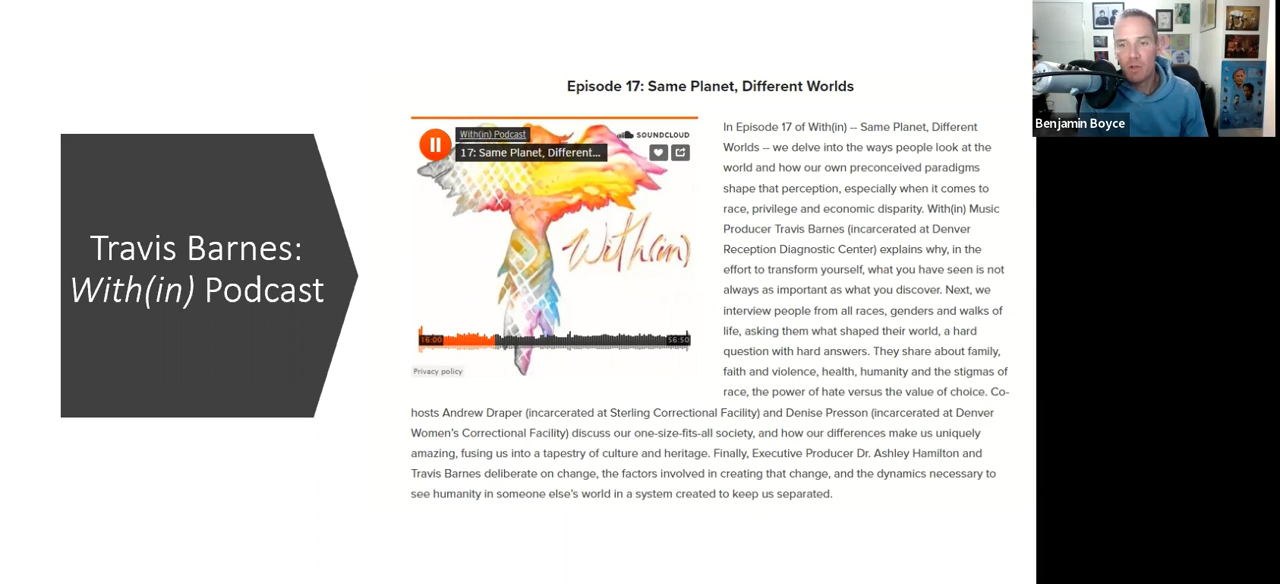 Episode 17: Same Planet, Different Worlds
Travis Barnes:
With(in) Podcast
With(in) Podcast
SOUNDCLOUD
17: Same Planet, Different...
With(in)
16:00
56:50
Privacy policy
In Episode 17 of With(in) -- Same Planet, Different
Worlds -- we delve into the ways people look at the
world and how our own preconceived paradigms
shape that perception, especially when it comes to
race, privilege and economic disparity. With(in) Music
Producer Travis Barnes (incarcerated at Denver
Reception Diagnostic Center) explains why, in the
effort to transform yourself, what you have seen is not
always as important as what you discover. Next, we
interview people from all races, genders and walks of
life, asking them what shaped their world, a hard
question with hard answers. They share about family,
faith and violence, health, humanity and the stigmas of
race, the power of hate versus the value of choice. Co-
hosts Andrew Draper (incarcerated at Sterling Correctional Facility) and Denise Presson (incarcerated at Denver
Women's Correctional Facility) discuss our one-size-fits-all society, and how our differences make us uniquely
amazing, fusing us into a tapestry of culture and heritage. Finally, Executive Producer Dr. Ashley Hamilton and
Travis Barnes deliberate on change, the factors involved in creating that change, and the dynamics necessary to
see humanity in someone else's world in a system created to keep us separated.
Benjamin Boyce